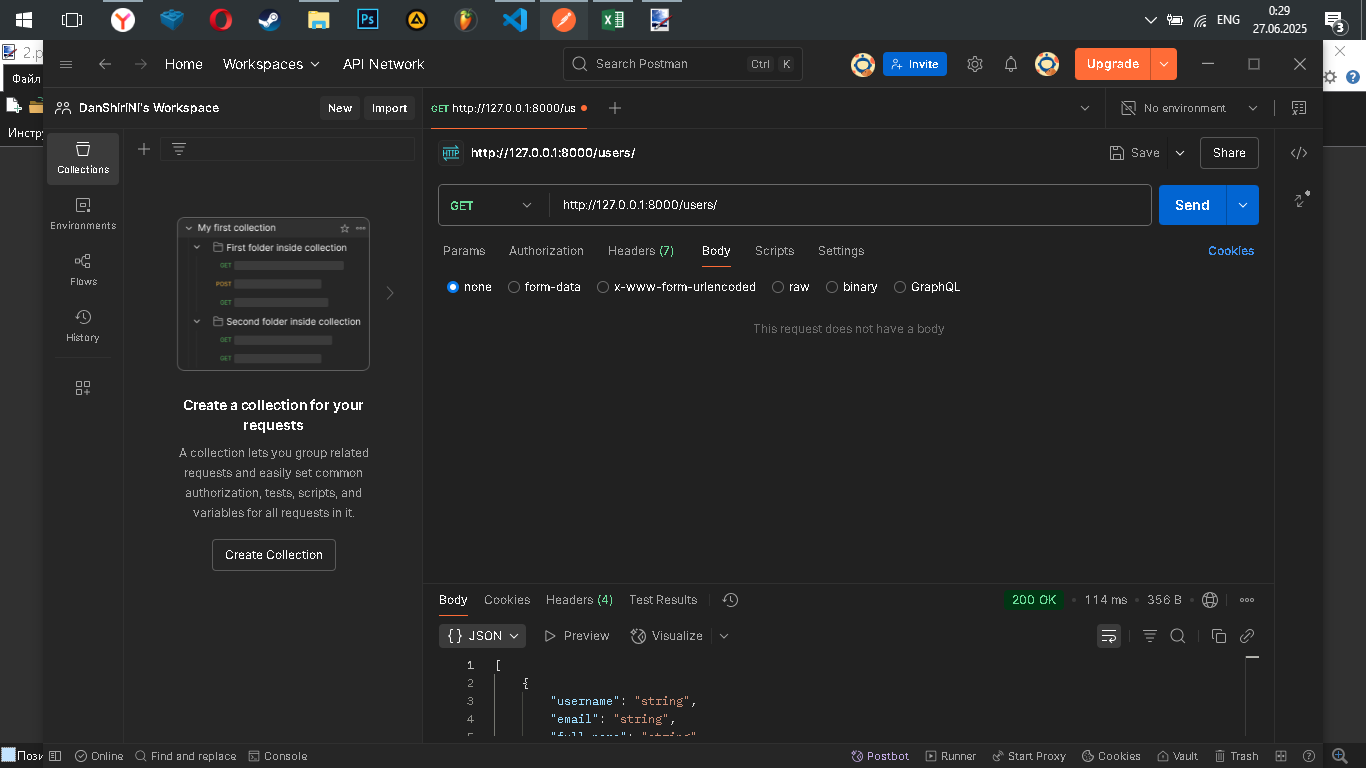 ENG
0:29
27.06.2025
3
2.p
Файл
Инстру
Пози
Home
Workspaces
API Network
Search Postman
Ctrl
K
Invite
Upgrade
DanShiriNi's Workspace
New
Import
GET http://127.0.0.1:8000/us
No environment
Collections
Environments
Flows
History
My first collection
First folder inside collection
GET
POST
GET
Second folder inside collection
GET
GET
Create a collection for your
requests
A collection lets you group related
requests and easily set common
authorization, tests, scripts, and
variables for all requests in it.
Create Collection
HTTP
http://127.0.0.1:8000/users/
Save
Share
GET
http://127.0.0.1:8000/users/
Send
Params
Authorization
Headers (7)
Body
Scripts
Settings
Cookies
none
form-data
x-www-form-urlencoded
raw
binary
GraphQL
This request does not have a body
Body
Cookies
Headers (4)
Test Results
200 OK
114 ms
356 B
{} JSON
Preview
Visualize
1 [
2 {
3 "username": "string",
4 "email": "string",
Online
Find and replace
Console
Postbot
Runner
Start Proxy
Cookies
Vault
Trash